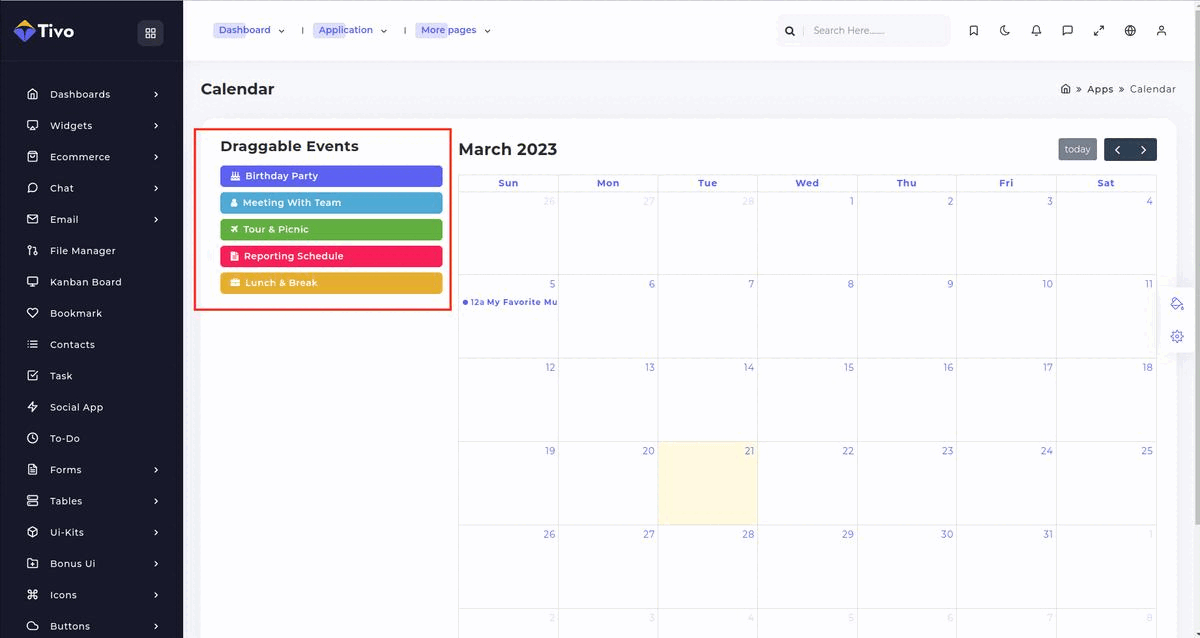 Tivo
Dashboard | Application | More pages
Search Here......
Dashboards
Widgets
Ecommerce
Chat
Email
File Manager
Kanban Board
Bookmark
Contacts
Task
Social App
To-Do
Forms
Tables
Ui-Kits
Bonus Ui
Icons
Buttons
Calendar
» Apps » Calendar
Draggable Events
Birthday Party
Meeting With Team
Tour & Picnic
Reporting Schedule
Lunch & Break
March 2023
today
Sun Mon Tue Wed Thu Fri Sat
26 27 28 1 2 3 4
5 6 7 8 9 10 11
12a My Favorite Mu
12 13 14 15 16 17 18
19 20 21 22 23 24 25
26 27 28 29 30 31 1
2 3 4 5 6 7 8